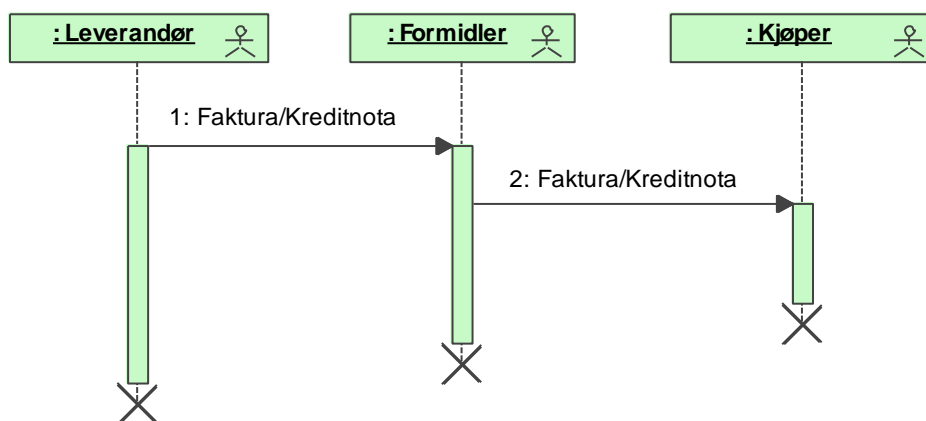 : Leverandør
: Formidler
: Kjøper
1: Faktura/Kreditnota
2: Faktura/Kreditnota